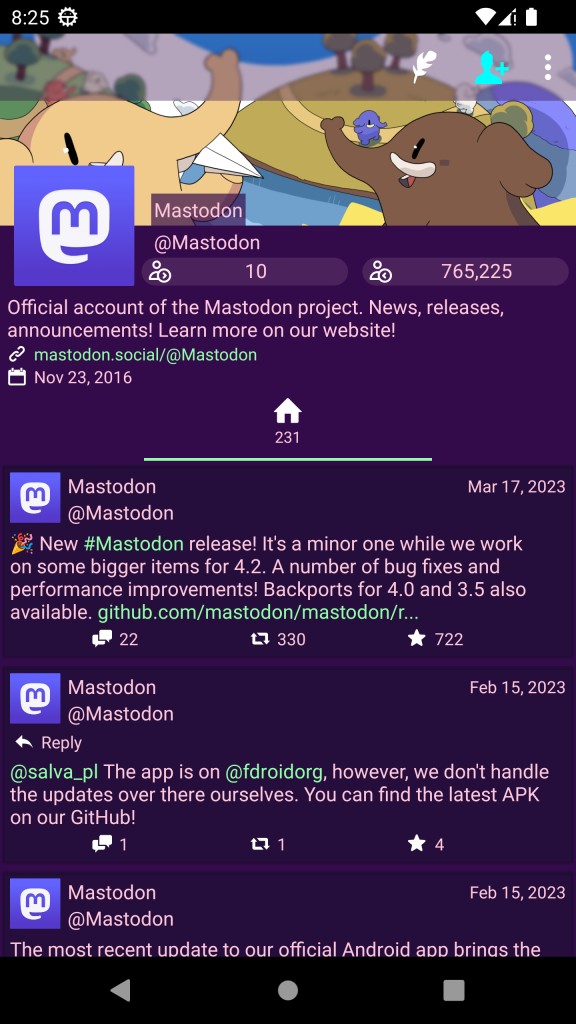 8:25
Mastodon
@Mastodon
10
765,225
Official account of the Mastodon project. News, releases,
announcements! Learn more on our website!
mastodon.social/@Mastodon
Nov 23, 2016
231
Mastodon
Mar 17, 2023
@Mastodon
🎉 New #Mastodon release! It's a minor one while we work
on some bigger items for 4.2. A number of bug fixes and
performance improvements! Backports for 4.0 and 3.5 also
available. github.com/mastodon/mastodon/r...
22
330
722
Mastodon
Feb 15, 2023
@Mastodon
Reply
@salva_pl The app is on @fdroidorg, however, we don't handle
the updates over there ourselves. You can find the latest APK
on our GitHub!
1
1
4
Mastodon
Feb 15, 2023
@Mastodon
The most recent update to our official Android app brings the